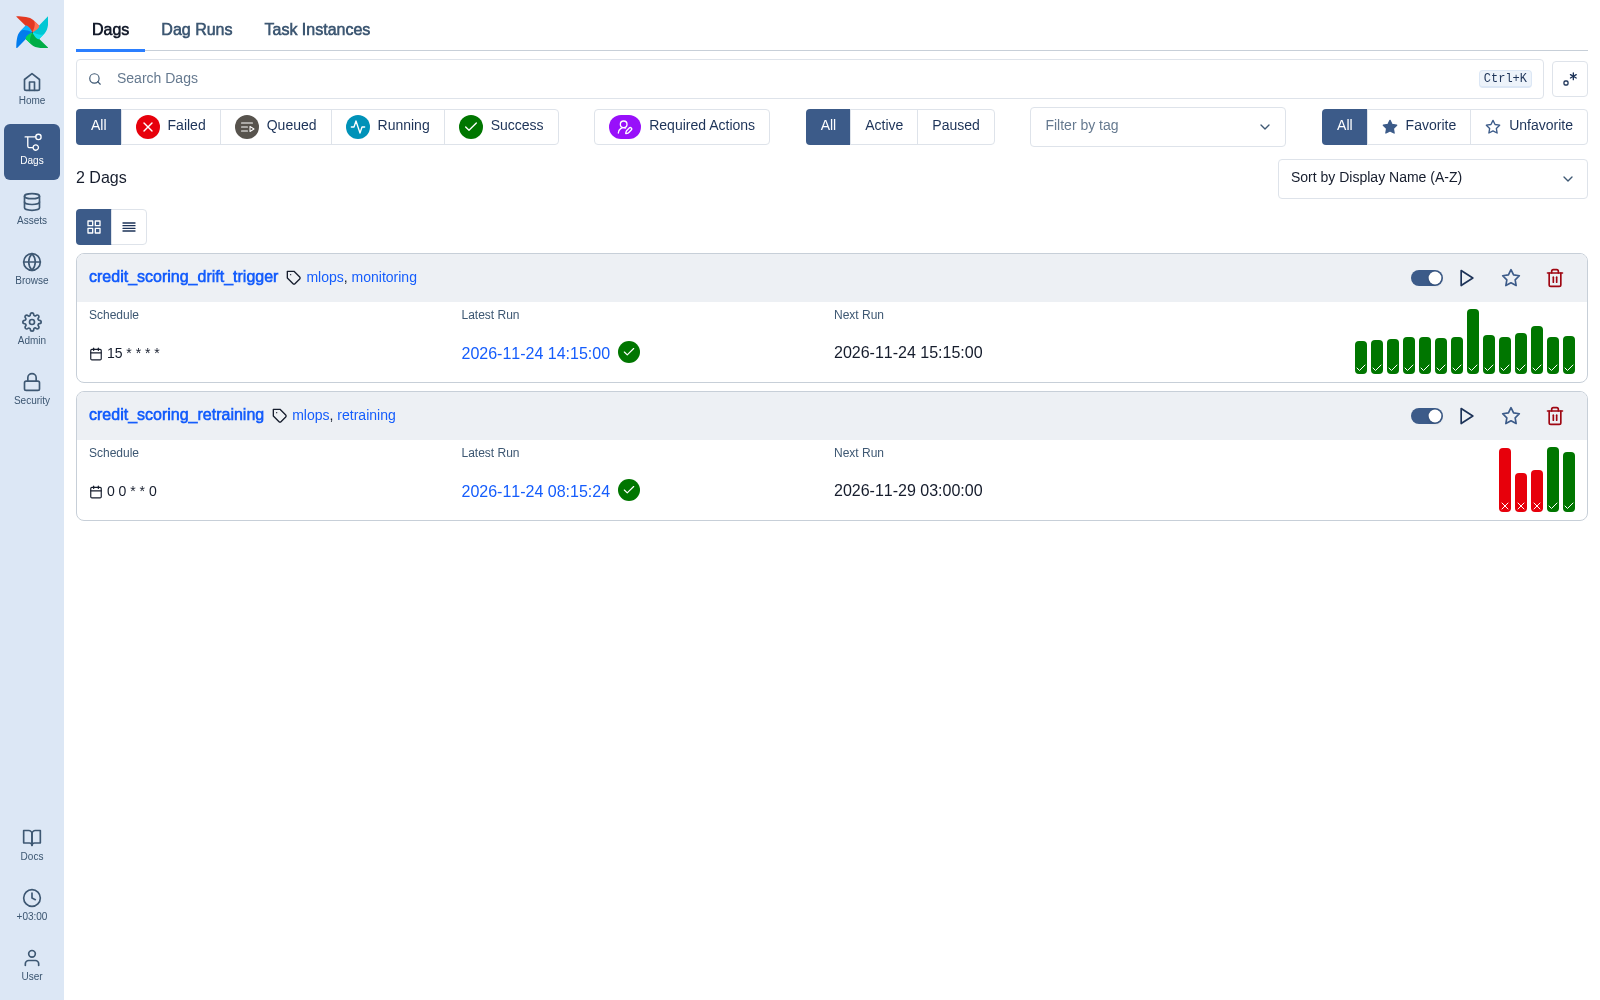 Dags Dag Runs Task Instances
Search Dags Ctrl+K
All Failed Queued Running Success Required Actions All Active Paused Filter by tag All Favorite Unfavorite
2 Dags Sort by Display Name (A-Z)
credit_scoring_drift_trigger mlops, monitoring
Schedule Latest Run Next Run
15 * * * * 2026-11-24 14:15:00 2026-11-24 15:15:00
credit_scoring_retraining mlops, retraining
Schedule Latest Run Next Run
0 0 * * 0 2026-11-24 08:15:24 2026-11-29 03:00:00
Home
Dags
Assets
Browse
Admin
Security
Docs
+03:00
User